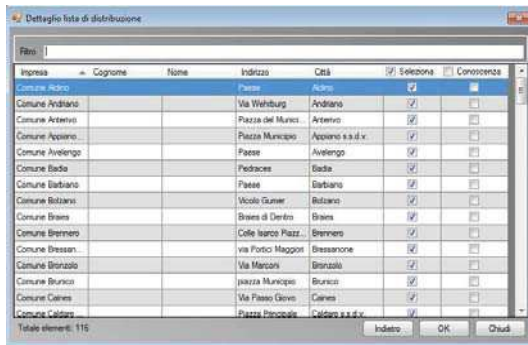 Dettaglio lista di distribuzione
Filtro
Impresa Cognome Nome Indirizzo Città Seleziona Conoscenza
Comune Aldino Paese Aldino
Comune Andriano Via Wehrburg Andriano
Comune Anterivo Piazza del Munici... Anterivo
Comune Appiano... Piazza Municipio Appiano s.s.d.v.
Comune Avelengo Paese Avelengo
Comune Badia Pedraces Badia
Comune Barbiano Paese Barbiano
Comune Bolzano Vicolo Gumer Bolzano
Comune Braies Braies di Dentro Braies
Comune Brennero Colle Isarco Piazz... Brennero
Comune Bressan... via Portici Maggiori Bressanone
Comune Bronzolo Via Marconi Bronzolo
Comune Brunico piazza Municipio Brunico
Comune Caines Via Passo Giovo Caines
Comune Caldaro Piazza Principale Caldaro s.s.d.v.
Totale elementi: 116 Indietro OK Chiudi